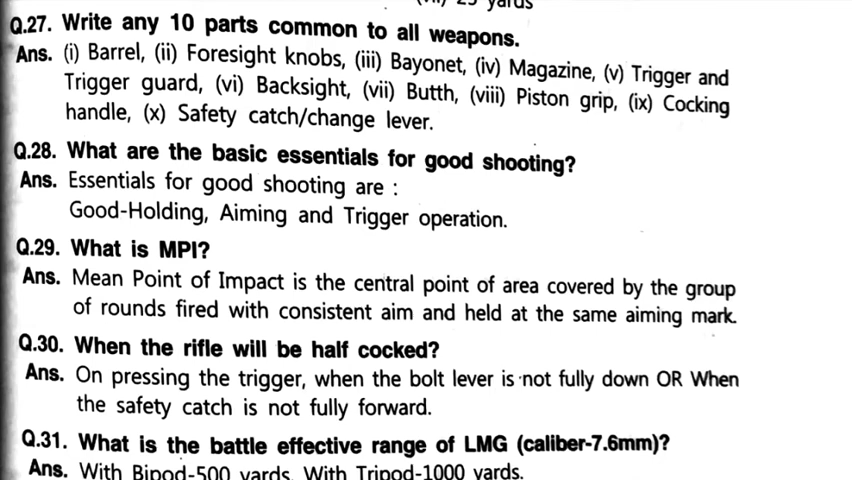 25 yards
Q.27. Write any 10 parts common to all weapons.
Ans. (i) Barrel, (ii) Foresight knobs, (iii) Bayonet, (iv) Magazine, (v) Trigger and
Trigger guard, (vi) Backsight, (vii) Butth, (viii) Piston grip, (ix) Cocking
handle, (x) Safety catch/change lever.
Q.28. What are the basic essentials for good shooting?
Ans. Essentials for good shooting are :
Good-Holding, Aiming and Trigger operation.
Q.29. What is MPI?
Ans. Mean Point of Impact is the central point of area covered by the group
of rounds fired with consistent aim and held at the same aiming mark.
Q.30. When the rifle will be half cocked?
Ans. On pressing the trigger, when the bolt lever is not fully down OR When
the safety catch is not fully forward.
Q.31. What is the battle effective range of LMG (caliber-7.6mm)?
Ans. With Bipod-500 yards, With Tripod-1000 yards.